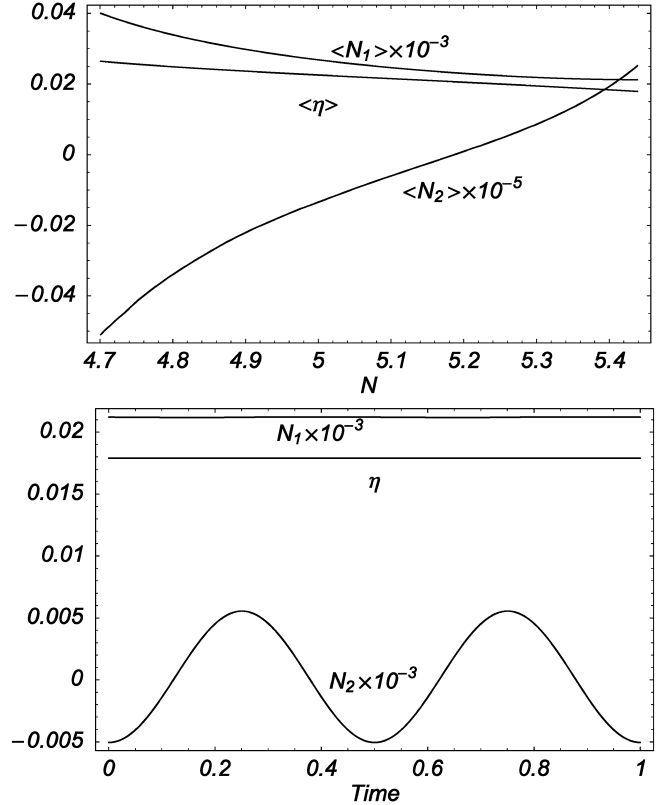 0.04
<N₁>×10⁻³
0.02
<η>
0
<N₂>×10⁻⁵
−0.02
−0.04
4.7 4.8 4.9 5 5.1 5.2 5.3 5.4
N
0.02
N₁×10⁻³
η
0.015
0.01
0.005
0
N₂×10⁻³
−0.005
0 0.2 0.4 0.6 0.8 1
Time